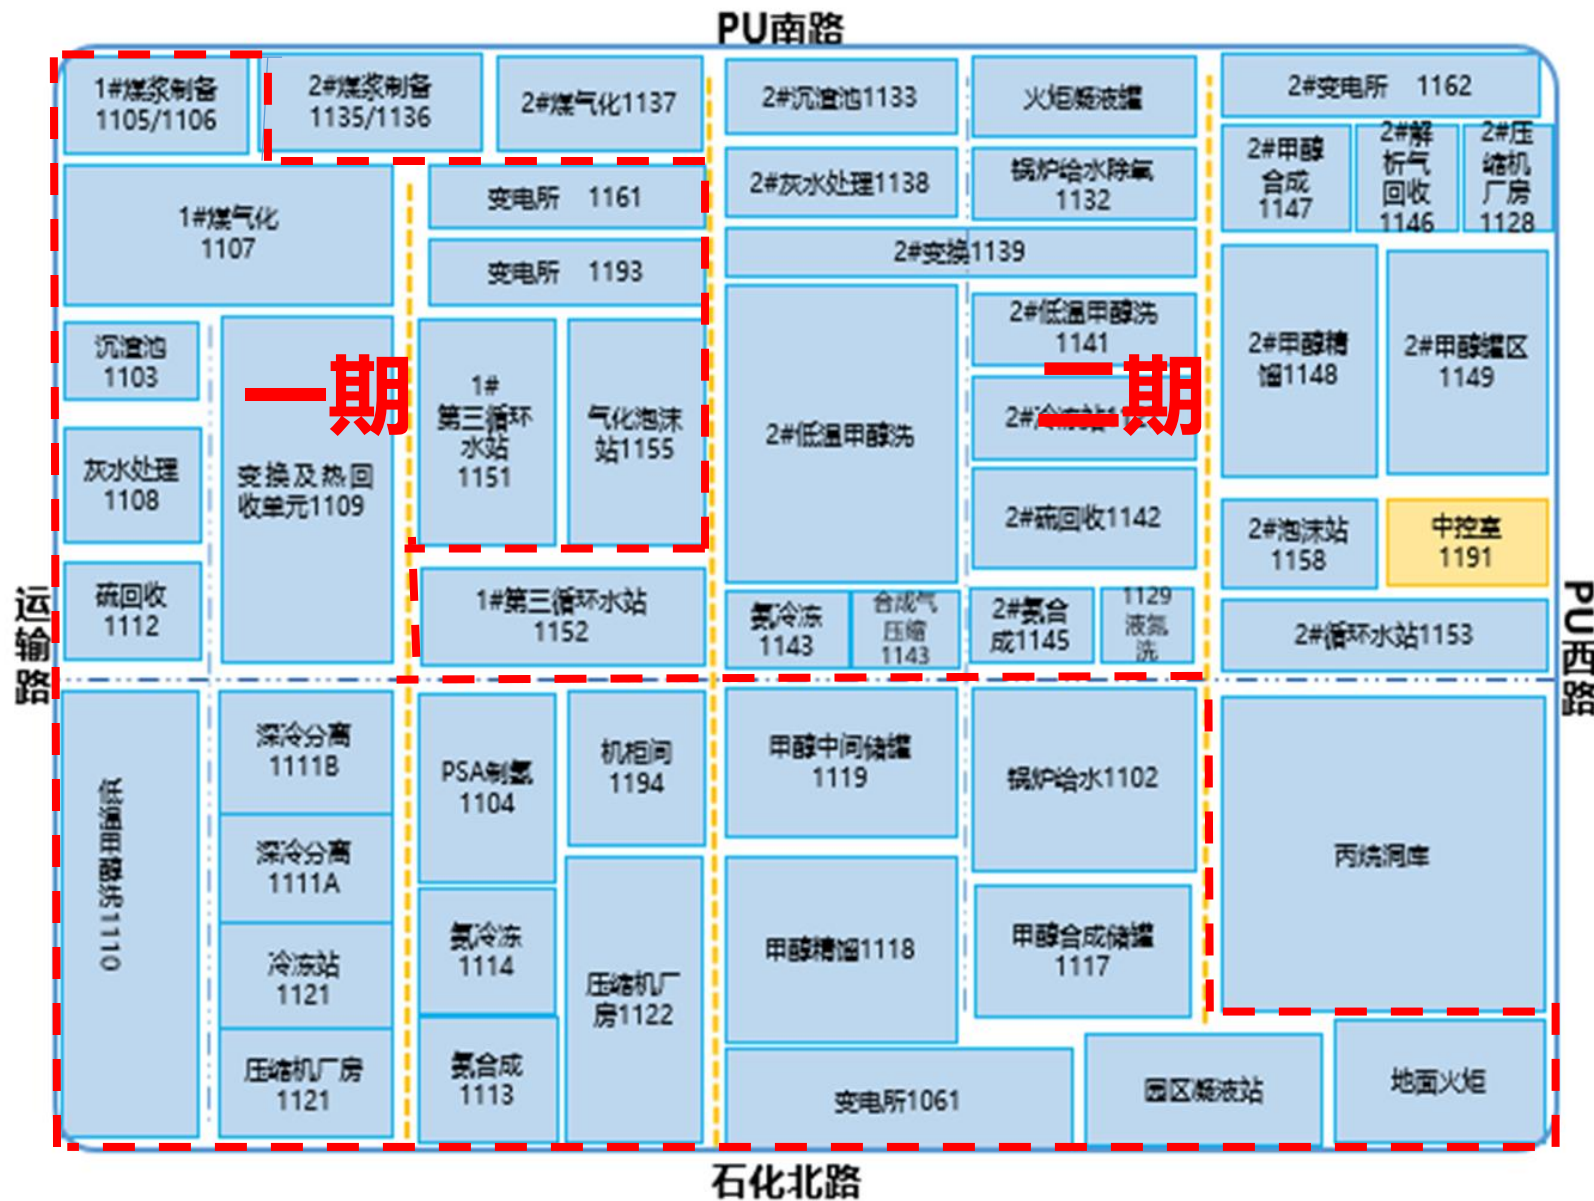 PU南路
1#煤浆制备
1105/1106
2#煤浆制备
1135/1136
2#煤气化1137
2#沉渣池1133
火炬凝液罐
2#变电所 1162
1#煤气化
1107
变电所 1161
变电所 1193
2#灰水处理1138
锅炉给水除氧
1132
2#变换1139
2#甲醇
合成
1147
2#解
析气
回收
1146
2#压
缩机
厂房
1128
沉渣池
1103
灰水处理
1108
硫回收
1112
变换及热回
收单元1109
一期
1#
第三循环
水站
1151
气化泡沫
站1155
1#第三循环水站
1152
2#低温甲醇洗
2#低温甲醇洗
1141
二期
2#冷冻站
2#硫回收1142
氨冷冻
1143
合成气
压缩
1143
2#氨合
成1145
1129
液氮
洗
2#甲醇精
馏1148
2#甲醇罐区
1149
2#泡沫站
1158
中控室
1191
2#循环水站1153
运输路
PU西路
低温甲醇洗1110
深冷分离
1111B
深冷分离
1111A
冷冻站
1121
压缩机厂房
1121
PSA制氢
1104
机柜间
1194
氨冷冻
1114
氨合成
1113
压缩机厂
房1122
甲醇中间储罐
1119
锅炉给水1102
甲醇精馏1118
甲醇合成储罐
1117
丙烷洞库
变电所1061
园区凝液站
地面火炬
石化北路